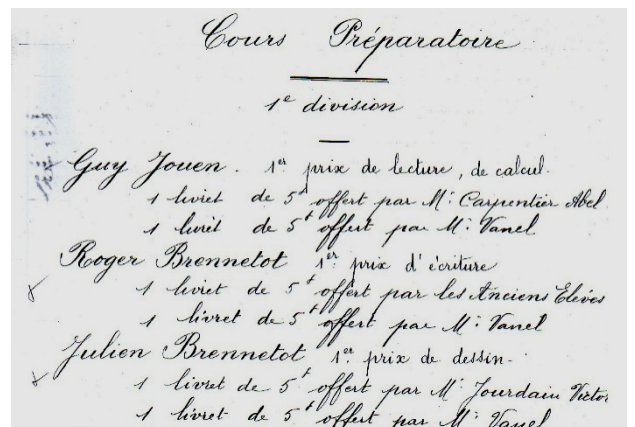 Cours Préparatoire
1e division
Guy Jouen. 1er prix de lecture, de calcul.
1 livret de 5f offert par Mr Carpentier Abel
1 livret de 5f offert par Mr Vanel
Roger Brennetot 1er prix d'écriture
1 livret de 5f offert par les Anciens Elèves
1 livret de 5f offert par Mr Vanel
Julien Brennetot 1er prix de dessin.
1 livret de 5f offert par Mr Jourdain Victor
1 livret de 5f offert par Mr Vanel